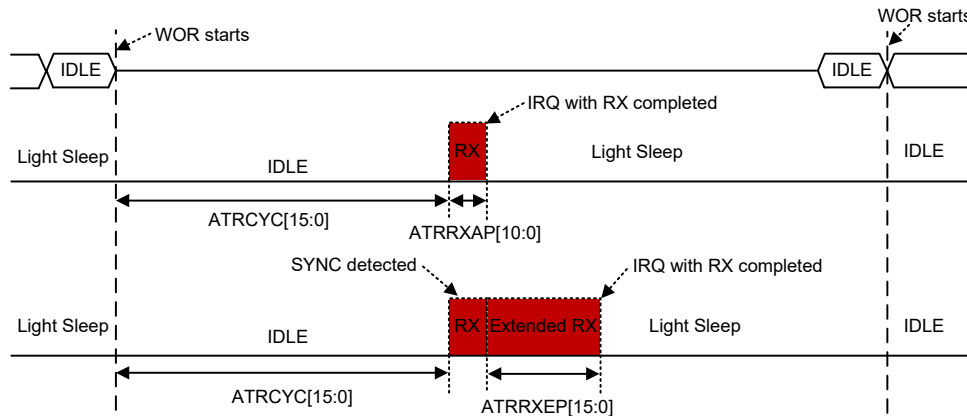 WOR starts
WOR starts
IDLE
IDLE
IRQ with RX completed
Light Sleep
IDLE
RX
Light Sleep
IDLE
ATRCYC[15:0]
ATRRXAP[10:0]
SYNC detected
IRQ with RX completed
Light Sleep
IDLE
RX
Extended RX
Light Sleep
IDLE
ATRCYC[15:0]
ATRRXEP[15:0]